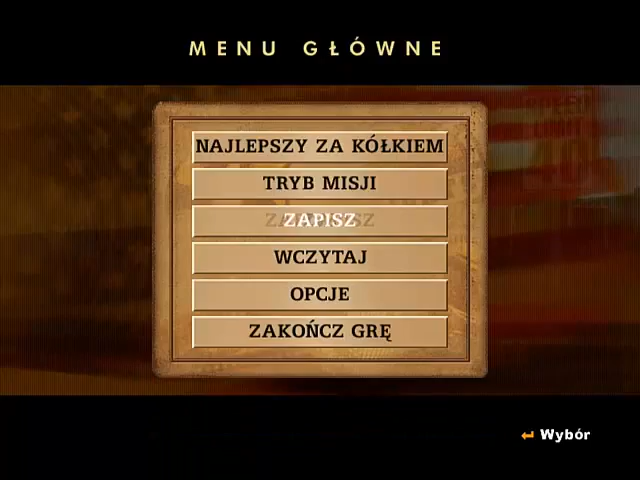 MENU GŁÓWNE
NAJLEPSZY ZA KÓŁKIEM
TRYB MISJI
ZAPISZ
WCZYTAJ
OPCJE
ZAKOŃCZ GRĘ
Wybór